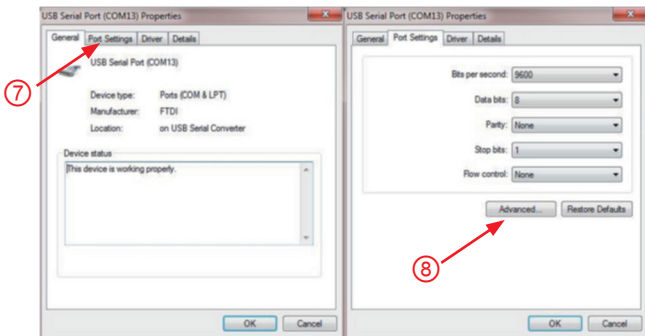 USB Serial Port (COM13) Properties
General Port Settings Driver Details
⑦
USB Serial Port (COM13)
Device type: Ports (COM & LPT)
Manufacturer: FTDI
Location: on USB Serial Converter
Device status
This device is working properly.
OK Cancel
USB Serial Port (COM13) Properties
General Port Settings Driver Details
Bits per second: 9600
Data bits: 8
Parity: None
Stop bits: 1
Flow control: None
Advanced... Restore Defaults
⑧
OK Cancel